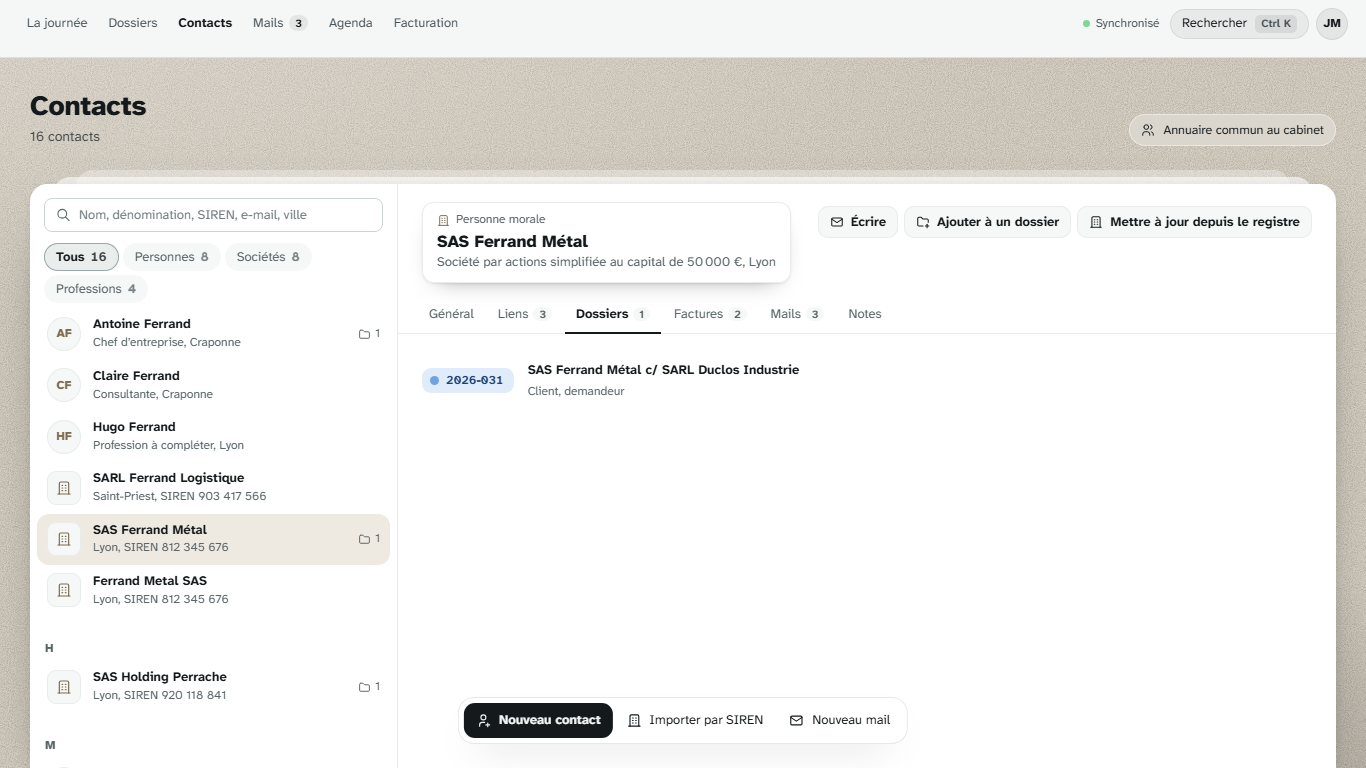 La journée
Dossiers
Contacts
Mails 3
Agenda
Facturation
Synchronisé
Rechercher Ctrl K
JM
Contacts
16 contacts
Annuaire commun au cabinet
Nom, dénomination, SIREN, e-mail, ville
Tous 16
Personnes 8
Sociétés 8
Professions 4
AF
Antoine Ferrand
Chef d'entreprise, Craponne
1
CF
Claire Ferrand
Consultante, Craponne
HF
Hugo Ferrand
Profession à compléter, Lyon
SARL Ferrand Logistique
Saint-Priest, SIREN 903 417 566
SAS Ferrand Métal
Lyon, SIREN 812 345 676
1
Ferrand Metal SAS
Lyon, SIREN 812 345 676
H
SAS Holding Perrache
Lyon, SIREN 920 118 841
1
M
Personne morale
SAS Ferrand Métal
Société par actions simplifiée au capital de 50 000 €, Lyon
Écrire
Ajouter à un dossier
Mettre à jour depuis le registre
Général
Liens 3
Dossiers 1
Factures 2
Mails 3
Notes
2026-031
SAS Ferrand Métal c/ SARL Duclos Industrie
Client, demandeur
Nouveau contact
Importer par SIREN
Nouveau mail